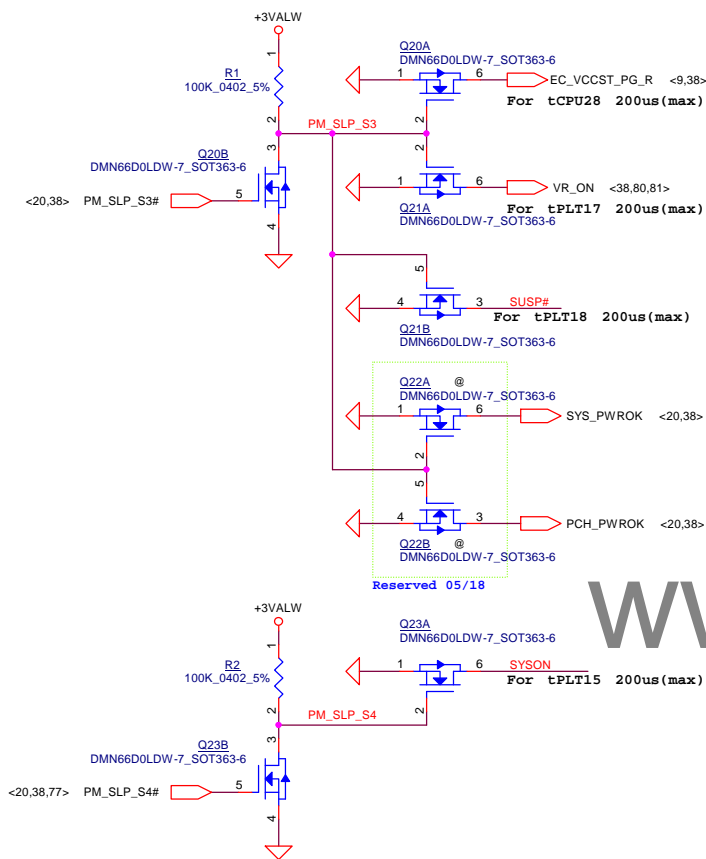 +3VALW
1
R1
100K_0402_5%
2
PM_SLP_S3
3
Q20B
DMN66D0LDW-7_SOT363-6
<20,38> PM_SLP_S3# 5
4
Q20A
DMN66D0LDW-7_SOT363-6
1 6 EC_VCCST_PG_R <9,38>
For tCPU28 200us(max)
2
2
1 6 VR_ON <38,80,81>
Q21A For tPLT17 200us(max)
DMN66D0LDW-7_SOT363-6
5
4 3 SUSP#
For tPLT18 200us(max)
Q21B
DMN66D0LDW-7_SOT363-6
Q22A @
DMN66D0LDW-7_SOT363-6
1 6 SYS_PWROK <20,38>
2
5
4 3 PCH_PWROK <20,38>
Q22B @
DMN66D0LDW-7_SOT363-6
Reserved 05/18
+3VALW
1
R2
100K_0402_5%
2
PM_SLP_S4
3
Q23B
DMN66D0LDW-7_SOT363-6
<20,38,77> PM_SLP_S4# 5
4
Q23A
DMN66D0LDW-7_SOT363-6
1 6 SYSON
For tPLT15 200us(max)
2